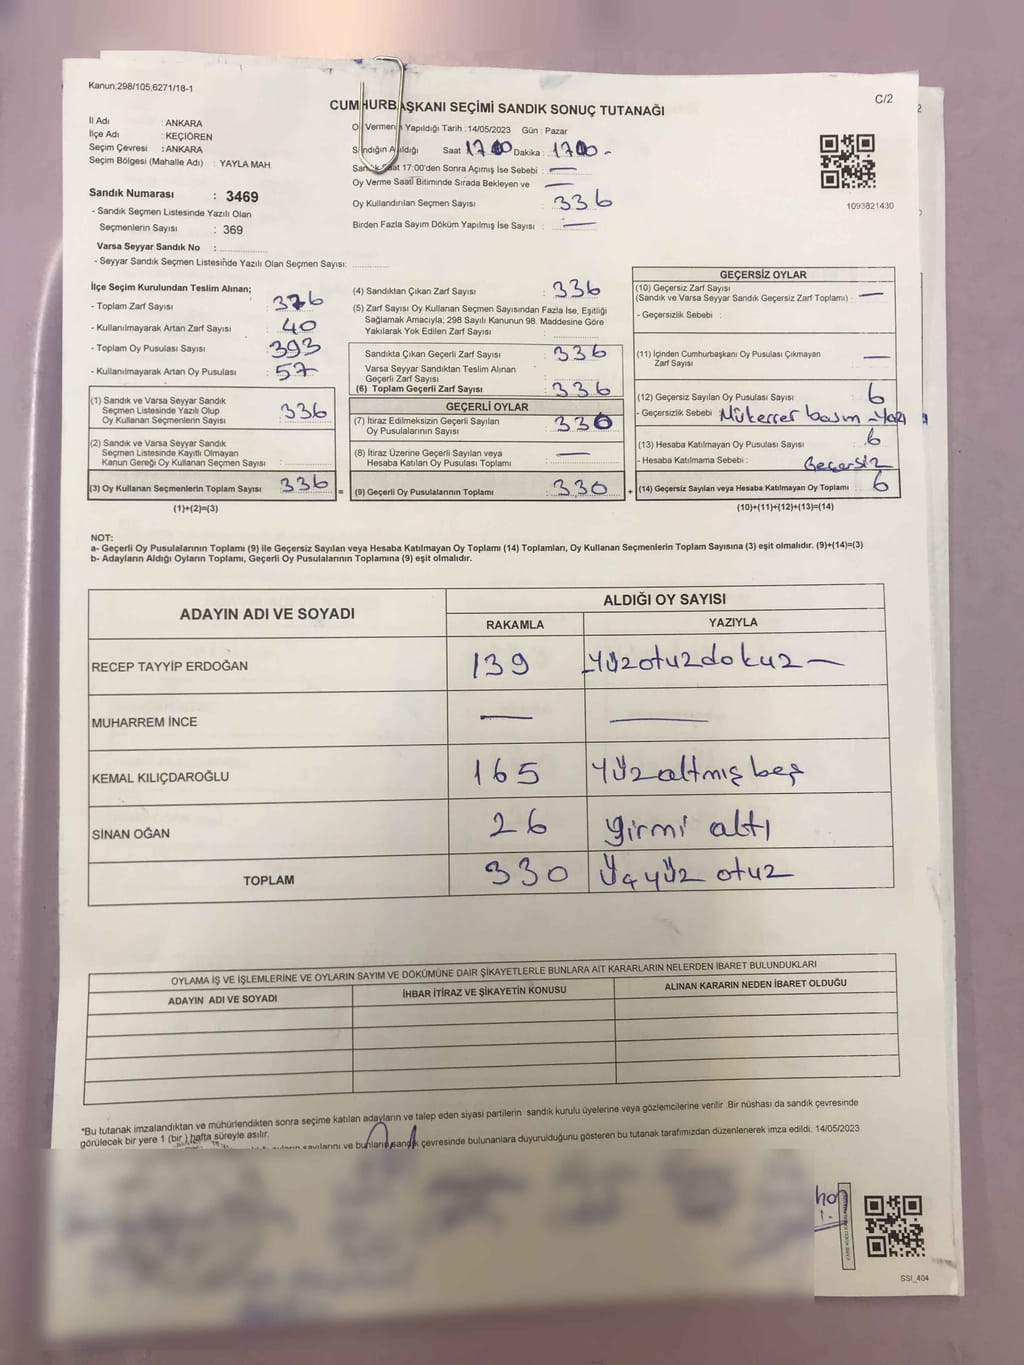 Kanun;298/105,6271/18-1
C/2
CUMHURBAŞKANI SEÇİMİ SANDIK SONUÇ TUTANAĞI
İl Adı : ANKARA
İlçe Adı : KEÇİÖREN
Seçim Çevresi : ANKARA
Seçim Bölgesi (Mahalle Adı) : YAYLA MAH.
Oy Vermenin Yapıldığı Tarih : 14/05/2023 Gün : Pazar
Sandığın Açıldığı Saat 17.00 Dakika : 17.00 -
Sandık Saat 17:00'den Sonra Açımış İse Sebebi : —
Oy Verme Saati Bitiminde Sırada Bekleyen ve —
Oy Kullandırılan Seçmen Sayısı 336
Birden Fazla Sayım Döküm Yapılmış İse Sayısı : —
1093821430
Sandık Numarası : 3469
- Sandık Seçmen Listesinde Yazılı Olan
Seçmenlerin Sayısı : 369
Varsa Seyyar Sandık No :
- Seyyar Sandık Seçmen Listesinde Yazılı Olan Seçmen Sayısı:
İlçe Seçim Kurulundan Teslim Alınan;
- Toplam Zarf Sayısı : 376
- Kullanılmayarak Artan Zarf Sayısı : 40
- Toplam Oy Pusulası Sayısı : 393
- Kullanılmayarak Artan Oy Pusulası : 57
(1) Sandık ve Varsa Seyyar Sandık
Seçmen Listesinde Yazılı Olup
Oy Kullanan Seçmenlerin Sayısı : 336
(2) Sandık ve Varsa Seyyar Sandık
Seçmen Listesinde Kayıtlı Olmayan
Kanun Gereği Oy Kullanan Seçmen Sayısı :
(3) Oy Kullanan Seçmenlerin Toplam Sayısı : 336
(1)+(2)=(3)
(4) Sandıktan Çıkan Zarf Sayısı : 336
(5) Zarf Sayısı Oy Kullanan Seçmen Sayısından Fazla İse, Eşitliği
Sağlamak Amacıyla, 298 Sayılı Kanunun 98. Maddesine Göre
Yakılarak Yok Edilen Zarf Sayısı :
Sandıkta Çıkan Geçerli Zarf Sayısı : 336
Varsa Seyyar Sandıktan Teslim Alınan
Geçerli Zarf Sayısı :
(6) Toplam Geçerli Zarf Sayısı : 336
GEÇERLİ OYLAR
(7) İtiraz Edilmeksizin Geçerli Sayılan
Oy Pusulalarının Sayısı : 330
(8) İtiraz Üzerine Geçerli Sayılan veya
Hesaba Katılan Oy Pusulası Toplamı : —
= (9) Gererli Oy Pusulalarının Toplamı : 330
GEÇERSİZ OYLAR
(10) Geçersiz Zarf Sayısı
(Sandık ve Varsa Seyyar Sandık Geçersiz Zarf Toplamı) : —
- Geçersizlik Sebebi :
(11) İçinden Cumhurbaşkanı Oy Pusulası Çıkmayan
Zarf Sayısı : —
(12) Geçersiz Sayılan Oy Pusulası Sayısı : 6
- Geçersizlik Sebebi : Mükerrer basım -
(13) Hesaba Katılmayan Oy Pusulası Sayısı : 6
- Hesaba Katılmama Sebebi : Geçersiz
+ (14) Geçersiz Sayılan veya Hesaba Katılmayan Oy Toplamı : 6
(10)+(11)+(12)+(13)=(14)
NOT:
a- Geçerli Oy Pusulalarının Toplamı (9) ile Geçersiz Sayılan veya Hesaba Katılmayan Oy Toplamı (14) Toplamları, Oy Kullanan Seçmenlerin Toplam Sayısına (3) eşit olmalıdır. (9)+(14)=(3)
b- Adayların Aldığı Oyların Toplamı, Geçerli Oy Pusulalarının Toplamına (9) eşit olmalıdır.
ADAYIN ADI VE SOYADI ALDIĞI OY SAYISI
RAKAMLA YAZIYLA
RECEP TAYYİP ERDOĞAN 139 Yüzotuzdokuz —
MUHARREM İNCE — —
KEMAL KILIÇDAROĞLU 165 Yüzaltmış beş
SİNAN OĞAN 26 Yirmi altı
TOPLAM 330 Üçyüz otuz
OYLAMA İŞ VE İŞLEMLERİNE VE OYLARIN SAYIM VE DÖKÜMÜNE DAİR ŞİKAYETLERLE BUNLARA AİT KARARLARIN NELERDEN İBARET BULUNDUKLARI
ADAYIN ADI VE SOYADI İHBAR İTİRAZ VE ŞİKAYETİN KONUSU ALINAN KARARIN NEDEN İBARET OLDUĞU
*Bu tutanak imzalandıktan ve mühürlendikten sonra seçime katılan adayların ve talep eden siyasi partilerin sandık kurulu üyelerine veya gözlemcilerine verilir. Bir nüshası da sandık çevresinde
görülecek bir yere 1 (bir ) hafta süreyle asılır.
sayılarını ve bunların sandık çevresinde bulunanlara duyurulduğunu gösteren bu tutanak tarafımızdan düzenlenerek imza edildi. 14/05/2023
SSI_404